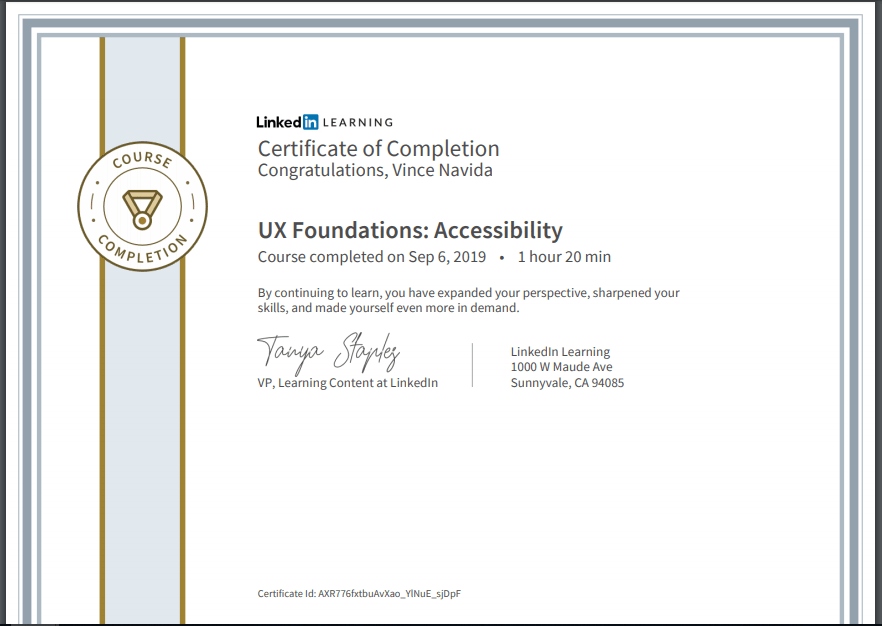 COURSE
COMPLETION
Linkedin LEARNING
Certificate of Completion
Congratulations, Vince Navida
UX Foundations: Accessibility
Course completed on Sep 6, 2019 • 1 hour 20 min
By continuing to learn, you have expanded your perspective, sharpened your
skills, and made yourself even more in demand.
Tanya Staples
VP, Learning Content at LinkedIn
LinkedIn Learning
1000 W Maude Ave
Sunnyvale, CA 94085
Certificate Id: AXR776fxtbuAvXao_YlNuE_sjDpF